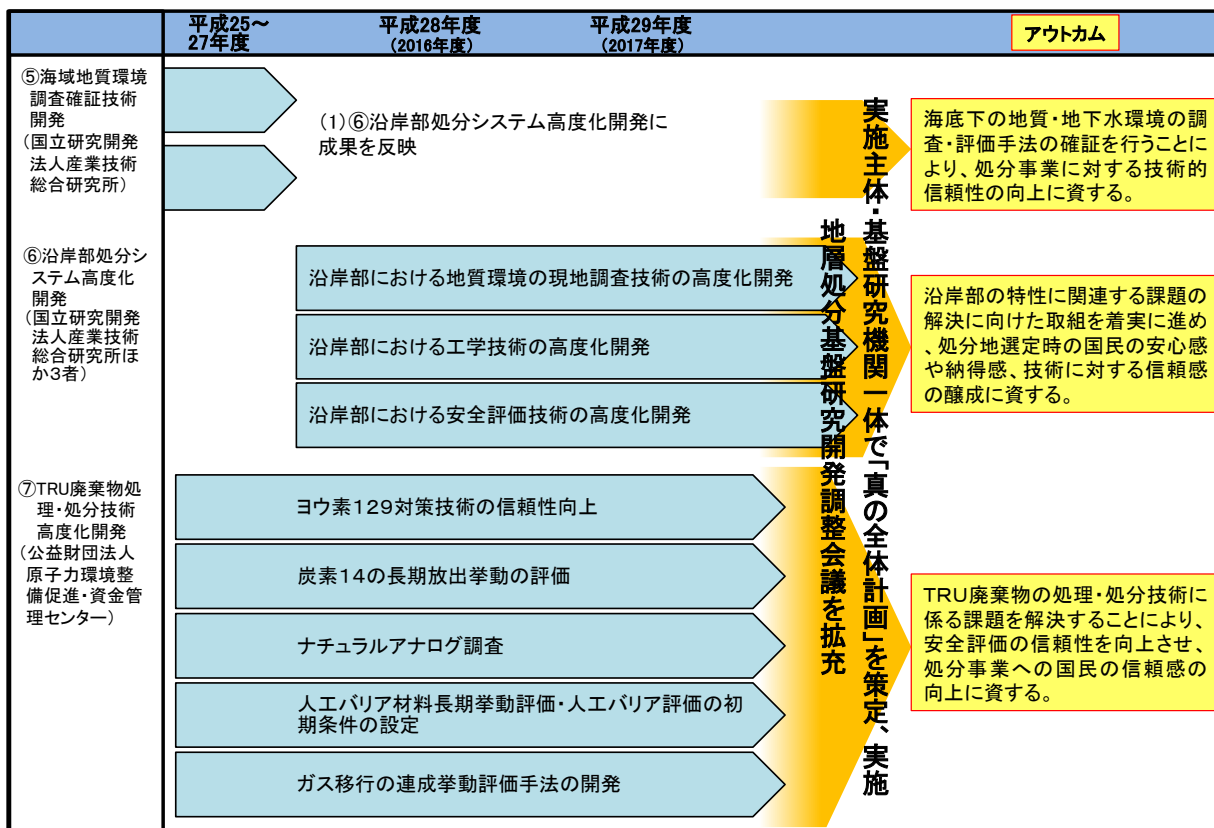 平成25～
27年度
平成28年度
(2016年度)
平成29年度
(2017年度)
アウトカム
⑤海域地質環境
調査確証技術
開発
(国立研究開発
法人産業技術
総合研究所)
(1)⑥沿岸部処分システム高度化開発に
成果を反映
海底下の地質・地下水環境の調
査・評価手法の確証を行うことに
より、処分事業に対する技術的
信頼性の向上に資する。
⑥沿岸部処分シ
ステム高度化
開発
(国立研究開発
法人産業技術
総合研究所ほ
か3者)
沿岸部における地質環境の現地調査技術の高度化開発
沿岸部における工学技術の高度化開発
沿岸部における安全評価技術の高度化開発
沿岸部の特性に関連する課題の
解決に向けた取組を着実に進め
、処分地選定時の国民の安心感
や納得感、技術に対する信頼感
の醸成に資する。
⑦TRU廃棄物処
理・処分技術
高度化開発
(公益財団法人
原子力環境整
備促進・資金管
理センター)
ヨウ素129対策技術の信頼性向上
炭素14の長期放出挙動の評価
ナチュラルアナログ調査
人工バリア材料長期挙動評価・人工バリア評価の初
期条件の設定
ガス移行の連成挙動評価手法の開発
TRU廃棄物の処理・処分技術に
係る課題を解決することにより、
安全評価の信頼性を向上させ、
処分事業への国民の信頼感の
向上に資する。
実施主体・基盤研究機関一体で「真の全体計画」を策定、実施
地層処分基盤研究開発調整会議を拡充